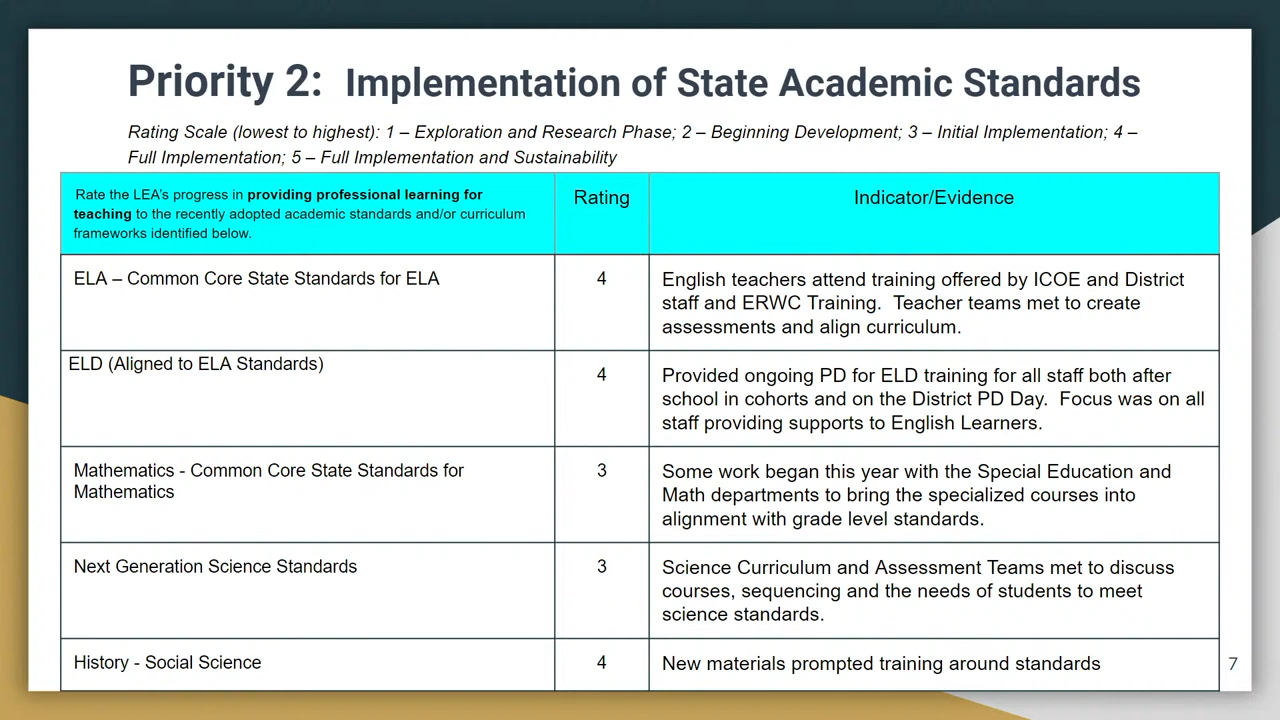 Priority 2: Implementation of State Academic Standards
Rating Scale (lowest to highest): 1 – Exploration and Research Phase; 2 – Beginning Development; 3 – Initial Implementation; 4 –
Full Implementation; 5 – Full Implementation and Sustainability
Rate the LEA's progress in providing professional learning for
teaching to the recently adopted academic standards and/or curriculum
frameworks identified below.
Rating
Indicator/Evidence
ELA – Common Core State Standards for ELA
4
English teachers attend training offered by ICOE and District
staff and ERWC Training. Teacher teams met to create
assessments and align curriculum.
ELD (Aligned to ELA Standards)
4
Provided ongoing PD for ELD training for all staff both after
school in cohorts and on the District PD Day. Focus was on all
staff providing supports to English Learners.
Mathematics - Common Core State Standards for
Mathematics
3
Some work began this year with the Special Education and
Math departments to bring the specialized courses into
alignment with grade level standards.
Next Generation Science Standards
3
Science Curriculum and Assessment Teams met to discuss
courses, sequencing and the needs of students to meet
science standards.
History - Social Science
4
New materials prompted training around standards
7